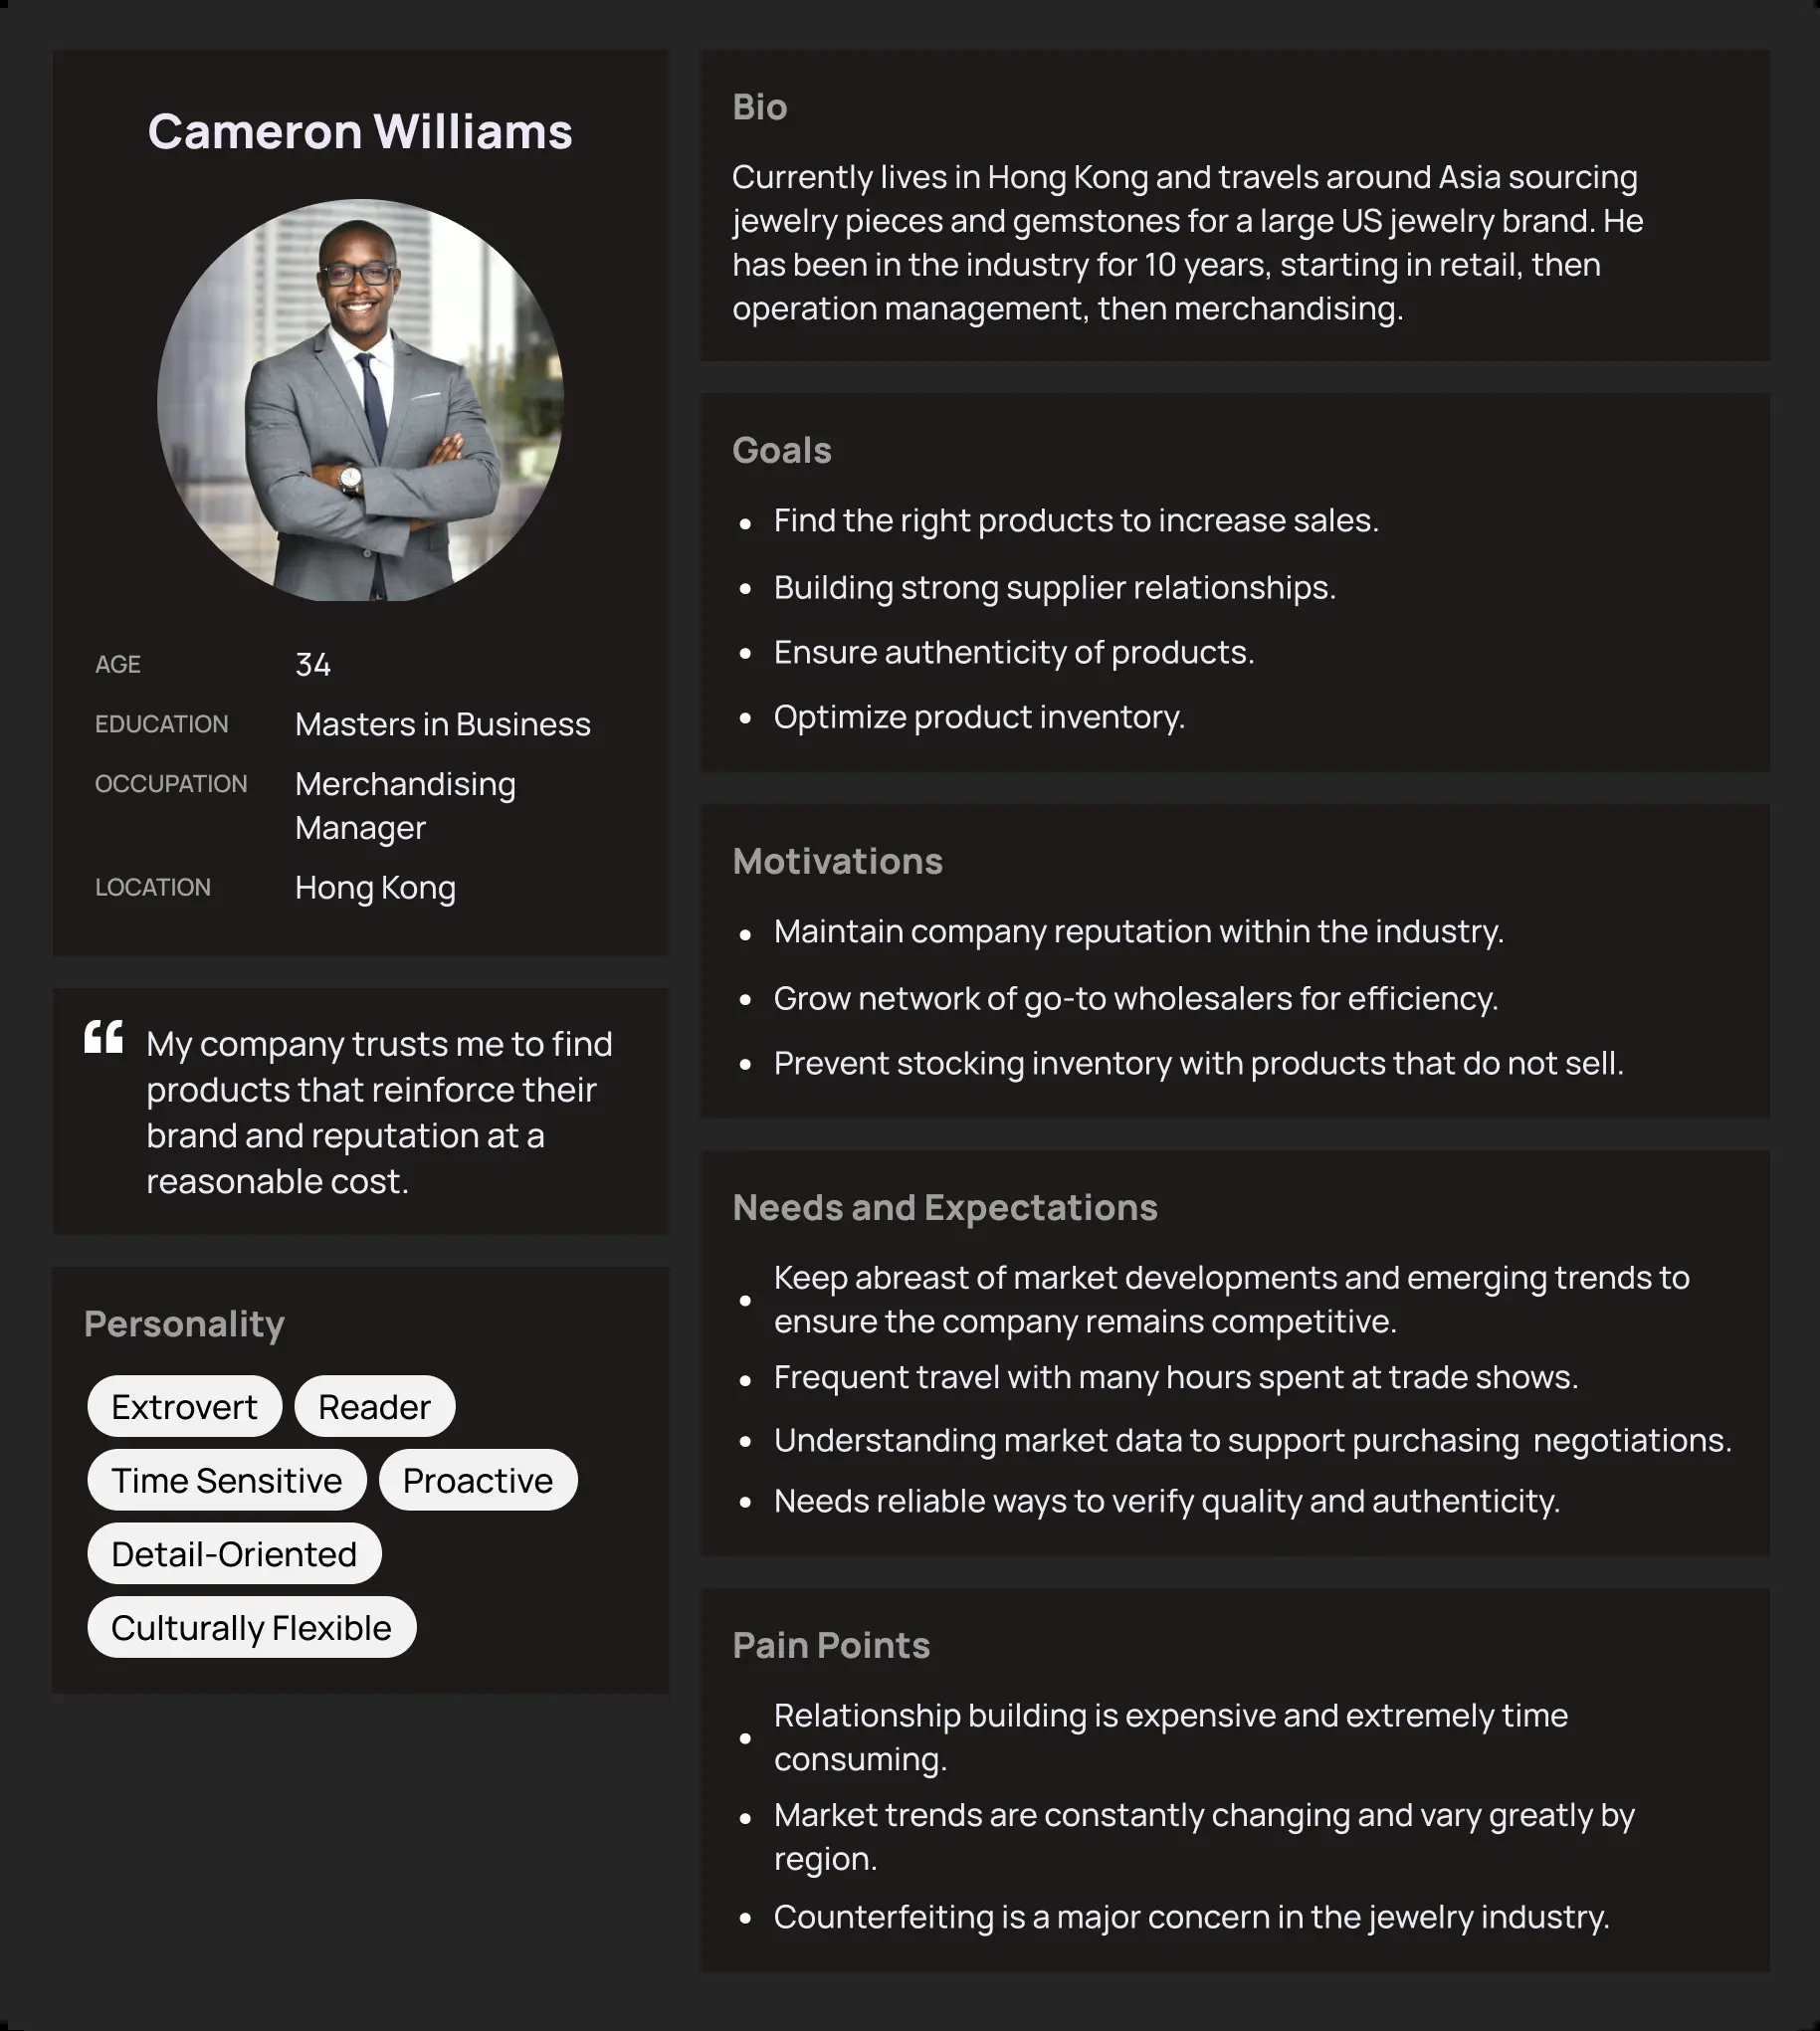 Cameron Williams
AGE 34
EDUCATION Masters in Business
OCCUPATION Merchandising
Manager
LOCATION Hong Kong
“ My company trusts me to find
products that reinforce their
brand and reputation at a
reasonable cost.
Personality
Extrovert Reader
Time Sensitive Proactive
Detail-Oriented
Culturally Flexible
Bio
Currently lives in Hong Kong and travels around Asia sourcing
jewelry pieces and gemstones for a large US jewelry brand. He
has been in the industry for 10 years, starting in retail, then
operation management, then merchandising.
Goals
• Find the right products to increase sales.
• Building strong supplier relationships.
• Ensure authenticity of products.
• Optimize product inventory.
Motivations
• Maintain company reputation within the industry.
• Grow network of go-to wholesalers for efficiency.
• Prevent stocking inventory with products that do not sell.
Needs and Expectations
• Keep abreast of market developments and emerging trends to
ensure the company remains competitive.
• Frequent travel with many hours spent at trade shows.
• Understanding market data to support purchasing  negotiations.
• Needs reliable ways to verify quality and authenticity.
Pain Points
• Relationship building is expensive and extremely time
consuming.
• Market trends are constantly changing and vary greatly by
region.
• Counterfeiting is a major concern in the jewelry industry.